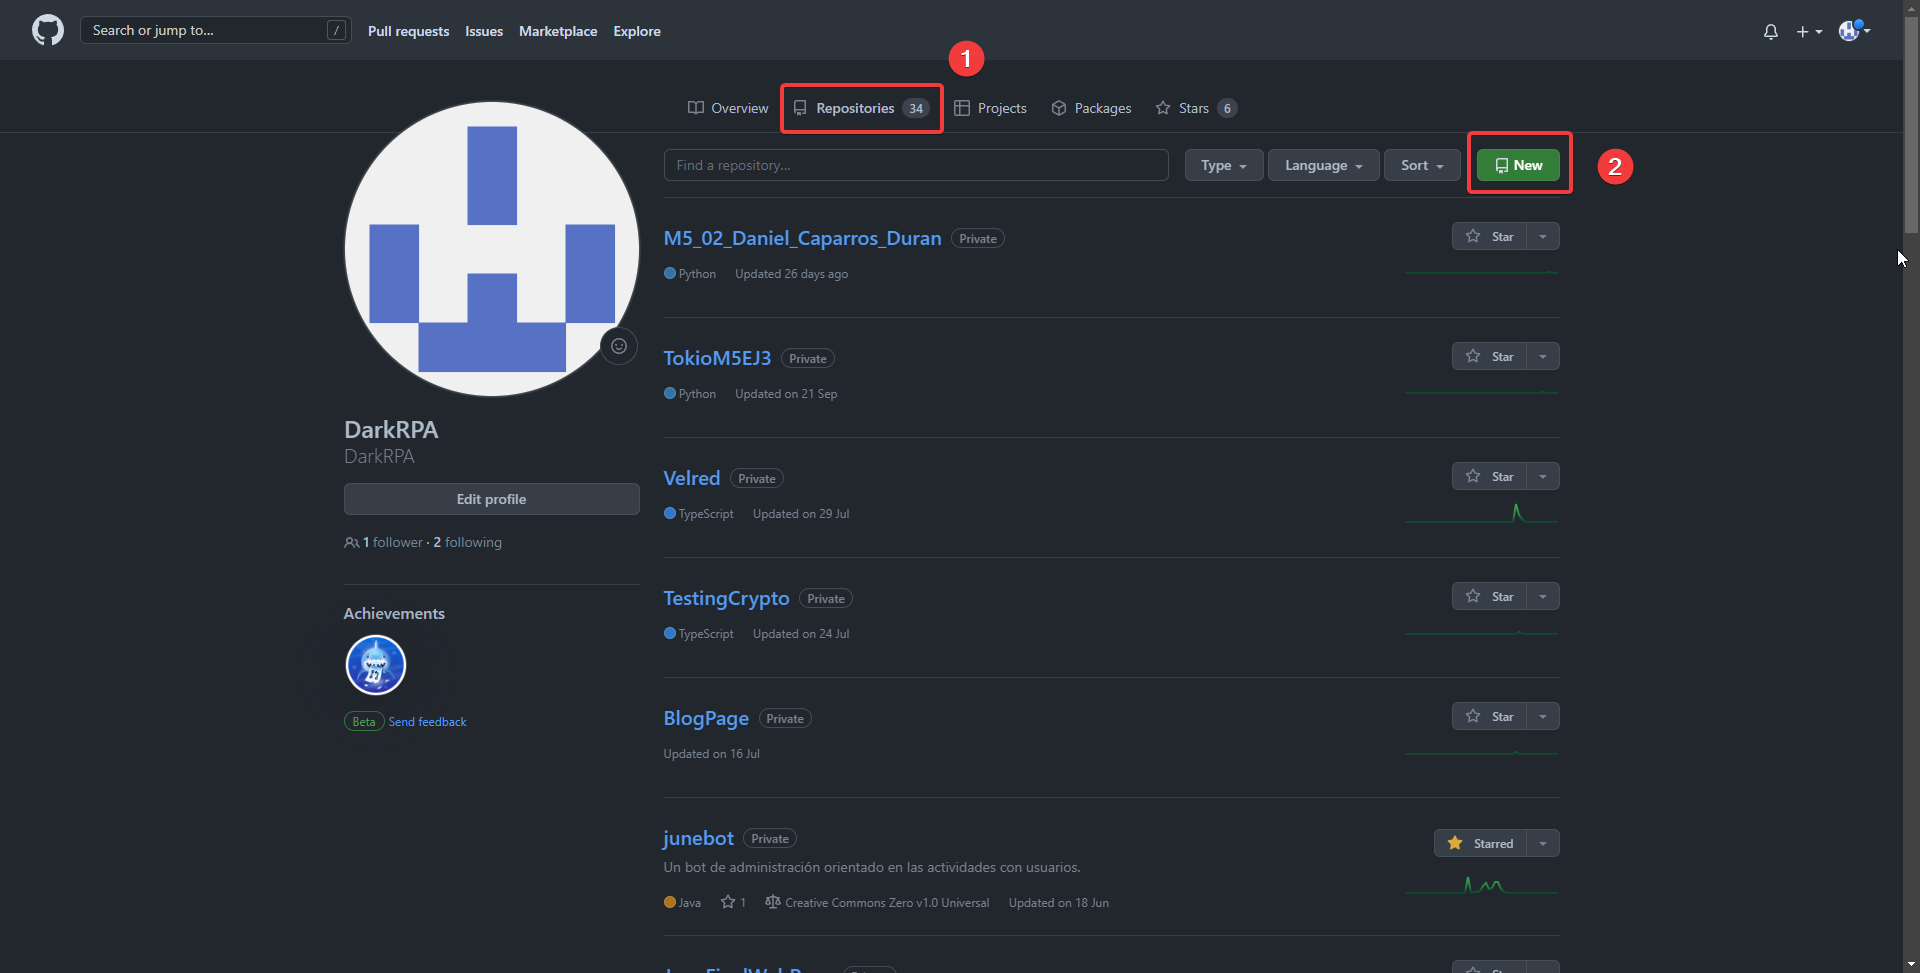 Search or jump to...
/
Pull requests
Issues
Marketplace
Explore
1
Overview
Repositories 34
Projects
Packages
Stars 6
Find a repository...
Type
Language
Sort
New
2
M5_02_Daniel_Caparros_Duran Private
Star
Python Updated 26 days ago
TokioM5EJ3 Private
Star
Python Updated on 21 Sep
DarkRPA
DarkRPA
Edit profile
1 follower · 2 following
Achievements
Beta Send feedback
Velred Private
Star
TypeScript Updated on 29 Jul
TestingCrypto Private
Star
TypeScript Updated on 24 Jul
BlogPage Private
Star
Updated on 16 Jul
junebot Private
Starred
Un bot de administración orientado en las actividades con usuarios.
Java 1 Creative Commons Zero v1.0 Universal Updated on 18 Jun